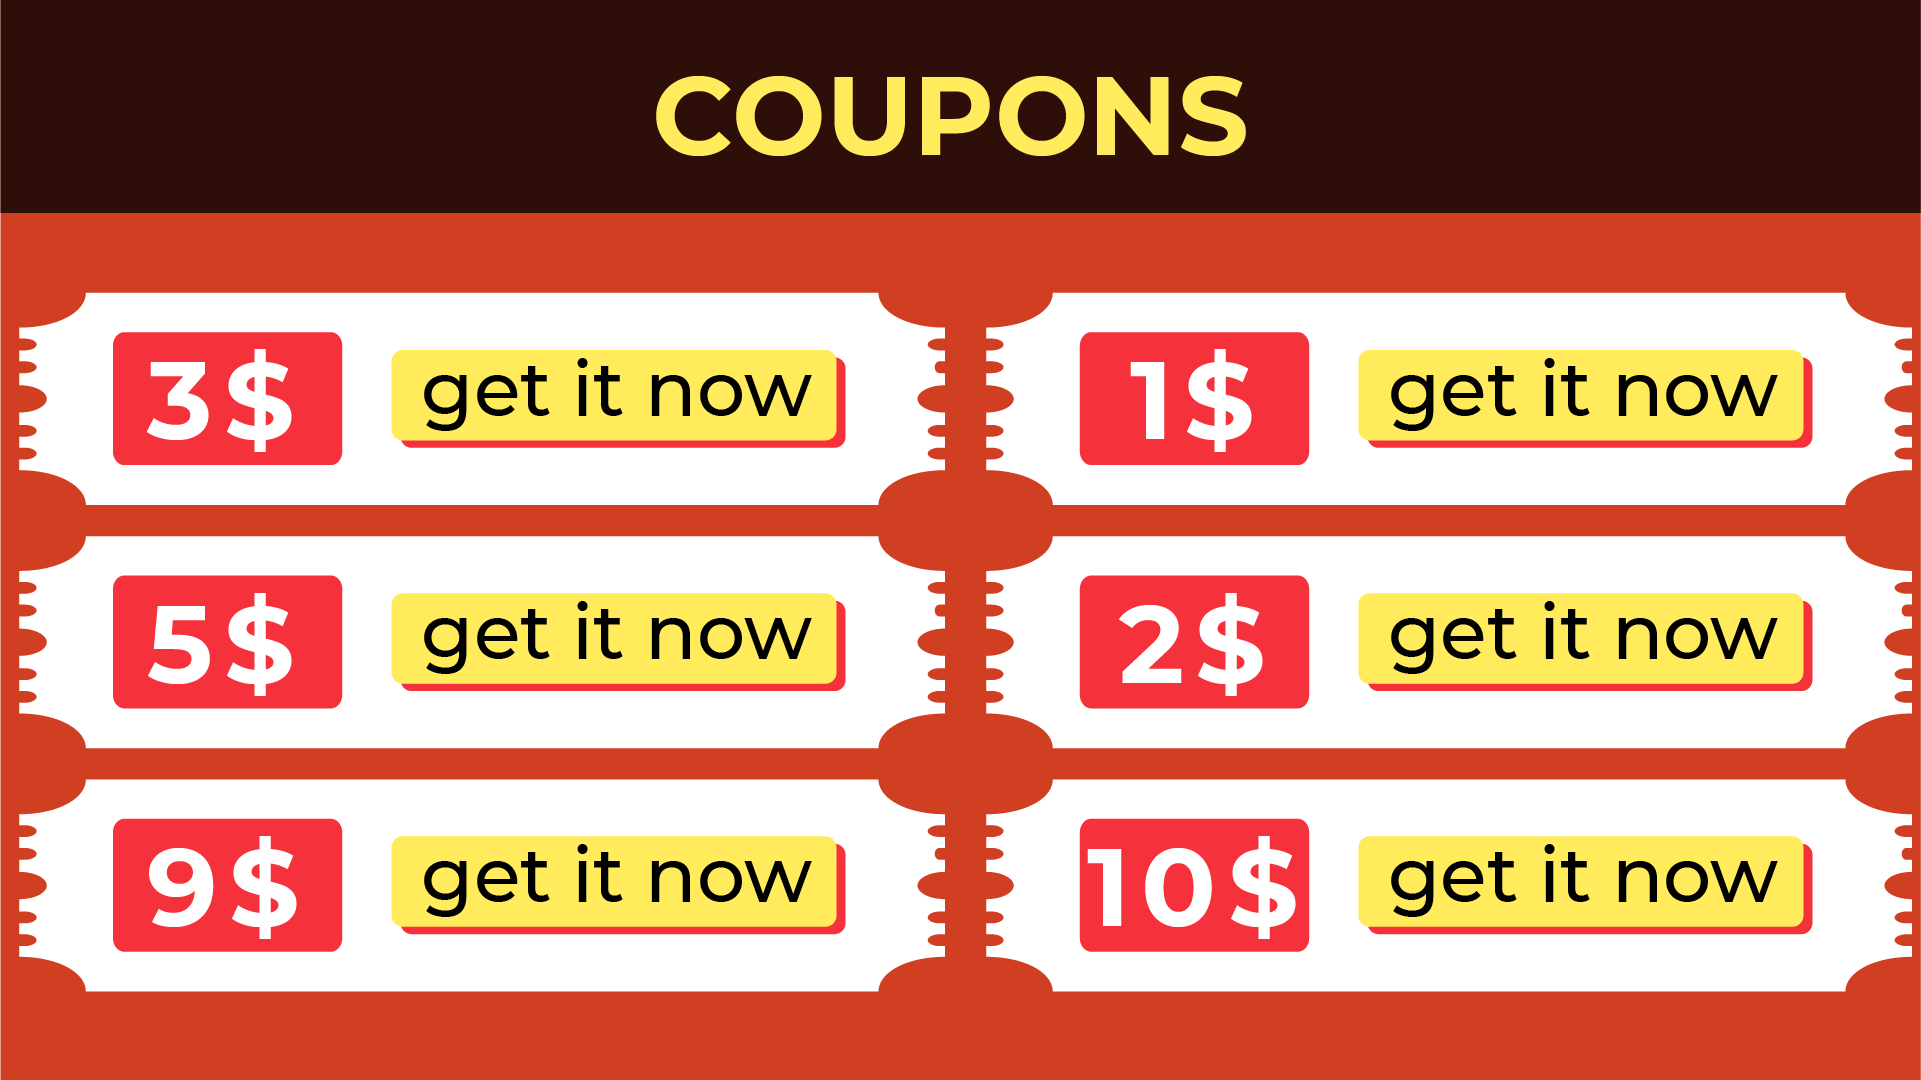 COUPONS
3$ get it now
1$ get it now
5$ get it now
2$ get it now
9$ get it now
10$ get it now